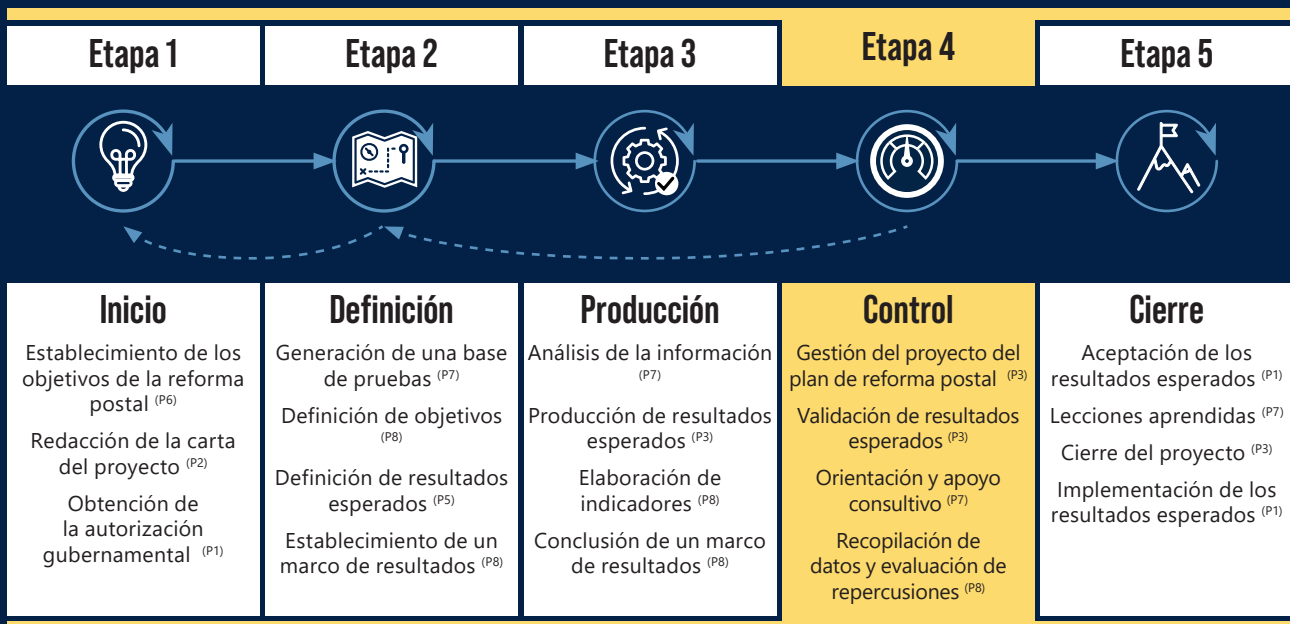 Etapa 1
Etapa 2
Etapa 3
Etapa 4
Etapa 5
Inicio
Establecimiento de los
objetivos de la reforma
postal (P6)
Redacción de la carta
del proyecto (P2)
Obtención de
la autorización
gubernamental (P1)
Definición
Generación de una base
de pruebas (P7)
Definición de objetivos
(P8)
Definición de resultados
esperados (P5)
Establecimiento de un
marco de resultados (P8)
Producción
Análisis de la información
(P7)
Producción de resultados
esperados (P3)
Elaboración de
indicadores (P8)
Conclusión de un marco
de resultados (P8)
Control
Gestión del proyecto del
plan de reforma postal (P3)
Validación de resultados
esperados (P3)
Orientación y apoyo
consultivo (P7)
Recopilación de
datos y evaluación de
repercusiones (P8)
Cierre
Aceptación de los
resultados esperados (P1)
Lecciones aprendidas (P7)
Cierre del proyecto (P3)
Implementación de los
resultados esperados (P1)